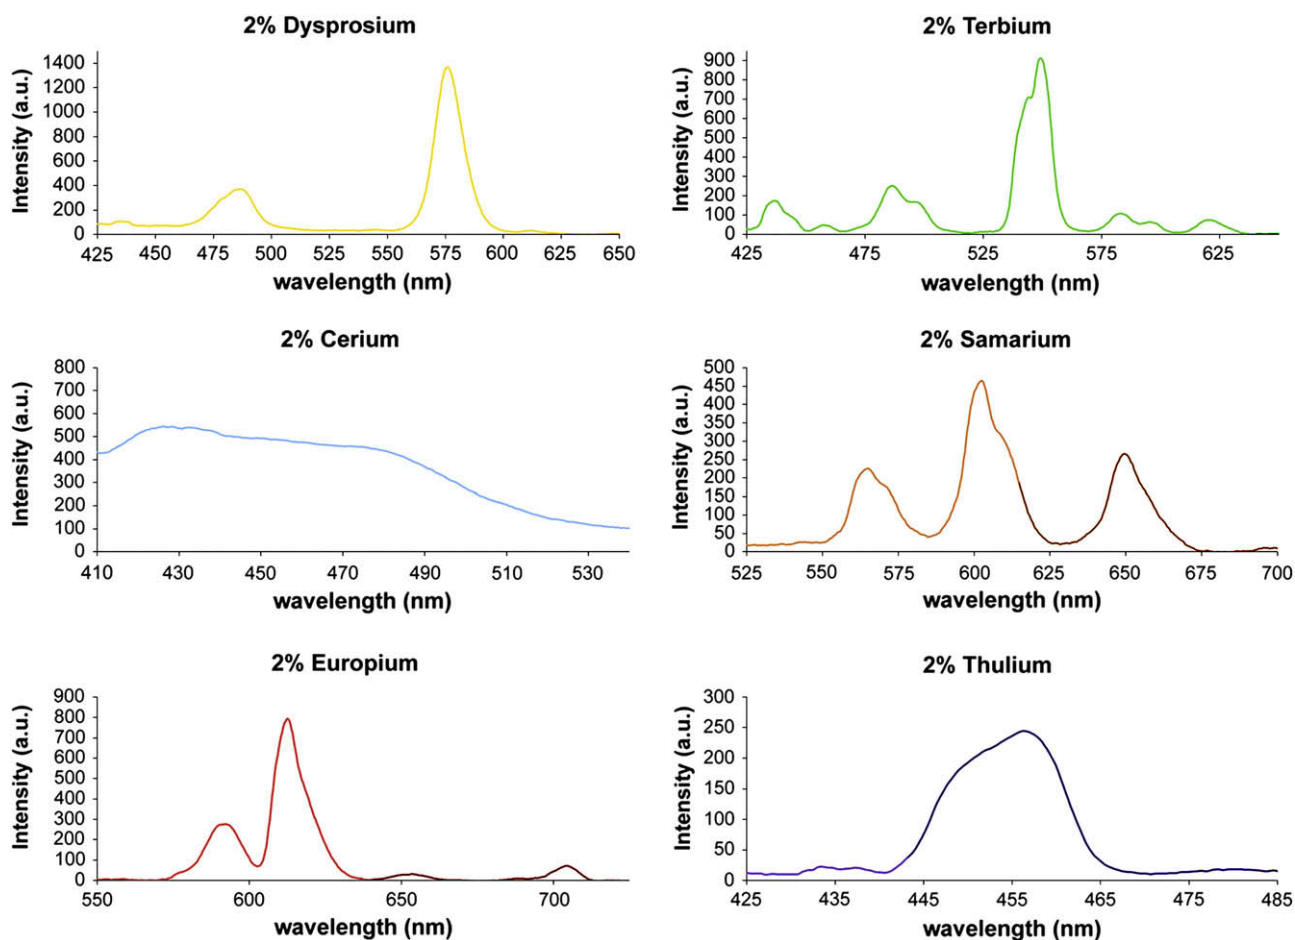 2% Dysprosium
Intensity (a.u.)
1400
1200
1000
800
600
400
200
0
425 450 475 500 525 550 575 600 625 650
wavelength (nm)
2% Terbium
Intensity (a.u.)
900
800
700
600
500
400
300
200
100
0
425 475 525 575 625
wavelength (nm)
2% Cerium
Intensity (a.u.)
800
700
600
500
400
300
200
100
0
410 430 450 470 490 510 530
wavelength (nm)
2% Samarium
Intensity (a.u.)
500
450
400
350
300
250
200
150
100
50
0
525 550 575 600 625 650 675 700
wavelength (nm)
2% Europium
Intensity (a.u.)
900
800
700
600
500
400
300
200
100
0
550 600 650 700
wavelength (nm)
2% Thulium
Intensity (a.u.)
300
250
200
150
100
50
0
425 435 445 455 465 475 485
wavelength (nm)